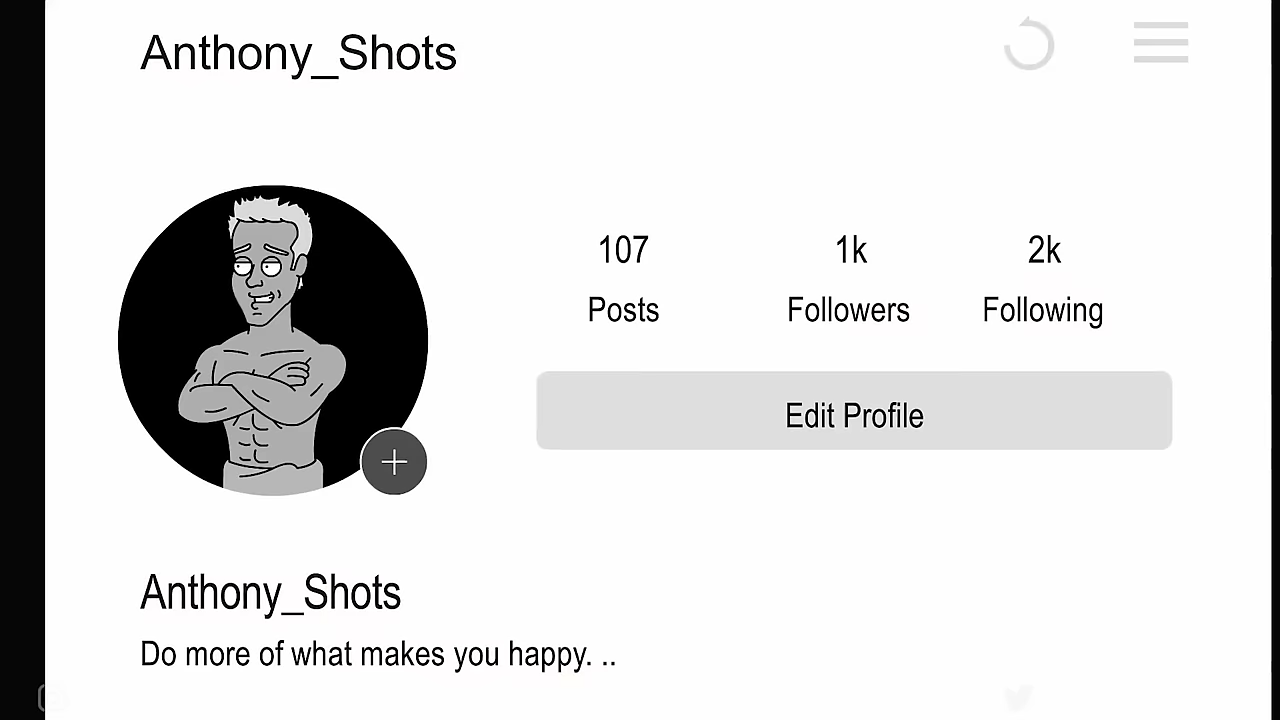 Anthony_Shots
107 1k 2k
Posts Followers Following
Edit Profile
Anthony_Shots
Do more of what makes you happy. ..